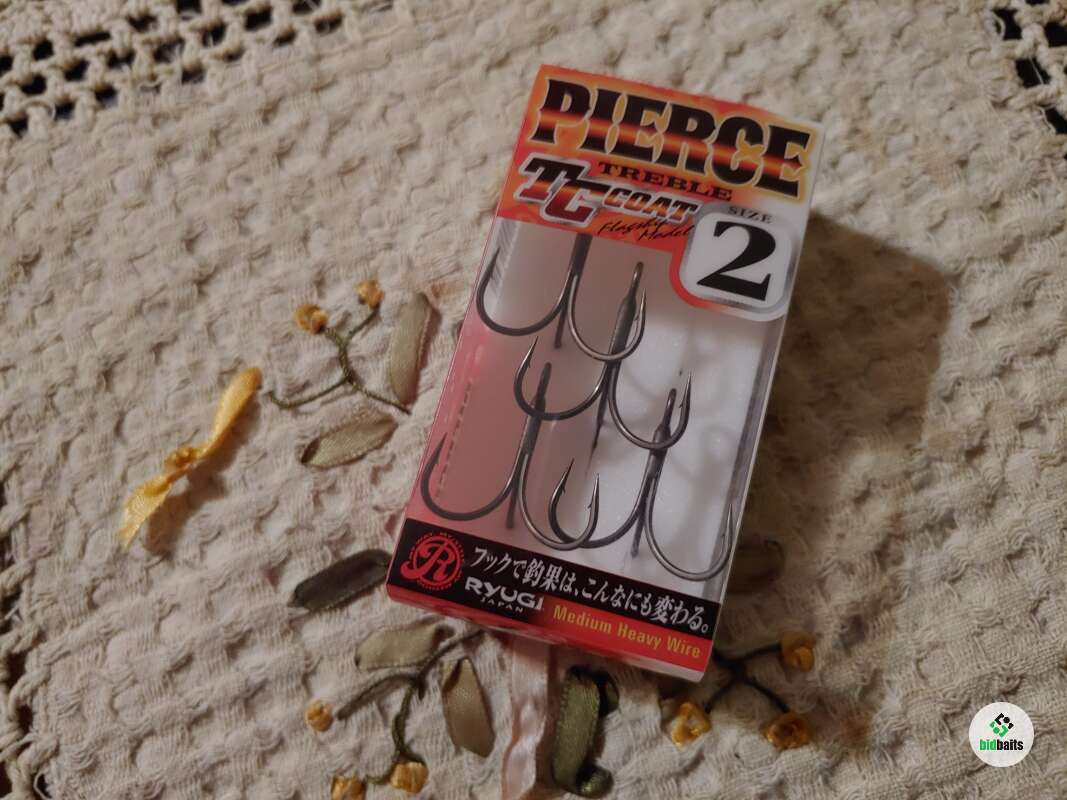 PIERCE
TREBLE
TC COAT
Flagship Model
SIZE
2
R
フックで釣果は、こんなにも変わる。
RYUGI
JAPAN
Medium Heavy Wire
bidbaits